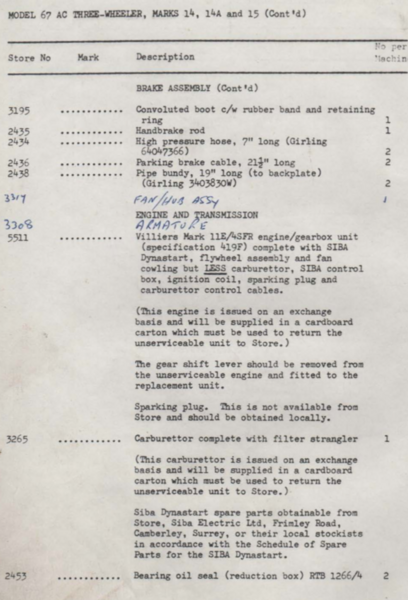 MODEL 67 AC THREE-WHEELER, MARKS 14, 14A and 15 (Cont'd)
Store No Mark Description No per Machine
BRAKE ASSEMBLY (Cont'd)
3195 ............ Convoluted boot c/w rubber band and retaining
ring 1
2435 ............ Handbrake rod 1
2434 ............ High pressure hose, 7" long (Girling
64047366) 2
2436 ............ Parking brake cable, 21½" long 2
2438 ............ Pipe bundy, 19" long (to backplate)
(Girling 3403830W) 2
3317 FAN/HUB ASSY 1
ENGINE AND TRANSMISSION
3308 ARMATURE
5511 ............ Villiers Mark 11E/4SFR engine/gearbox unit
(specification 419F) complete with SIBA
Dynastart, flywheel assembly and fan
cowling but LESS carburettor, SIBA control
box, ignition coil, sparking plug and
carburettor control cables.
(This engine is issued on an exchange
basis and will be supplied in a cardboard
carton which must be used to return the
unserviceable unit to Store.)
The gear shift lever should be removed from
the unserviceable engine and fitted to the
replacement unit.
Sparking plug. This is not available from
Store and should be obtained locally.
3265 ............ Carburettor complete with filter strangler 1
(This carburettor is issued on an exchange
basis and will be supplied in a cardboard
carton which must be used to return the
unserviceable unit to Store.)
Siba Dynastart spare parts obtainable from
Store, Siba Electric Ltd, Frimley Road,
Camberley, Surrey, or their local stockists
in accordance with the Schedule of Spare
Parts for the SIBA Dynastart.
2453 ............ Bearing oil seal (reduction box) RTB 1266/4 2